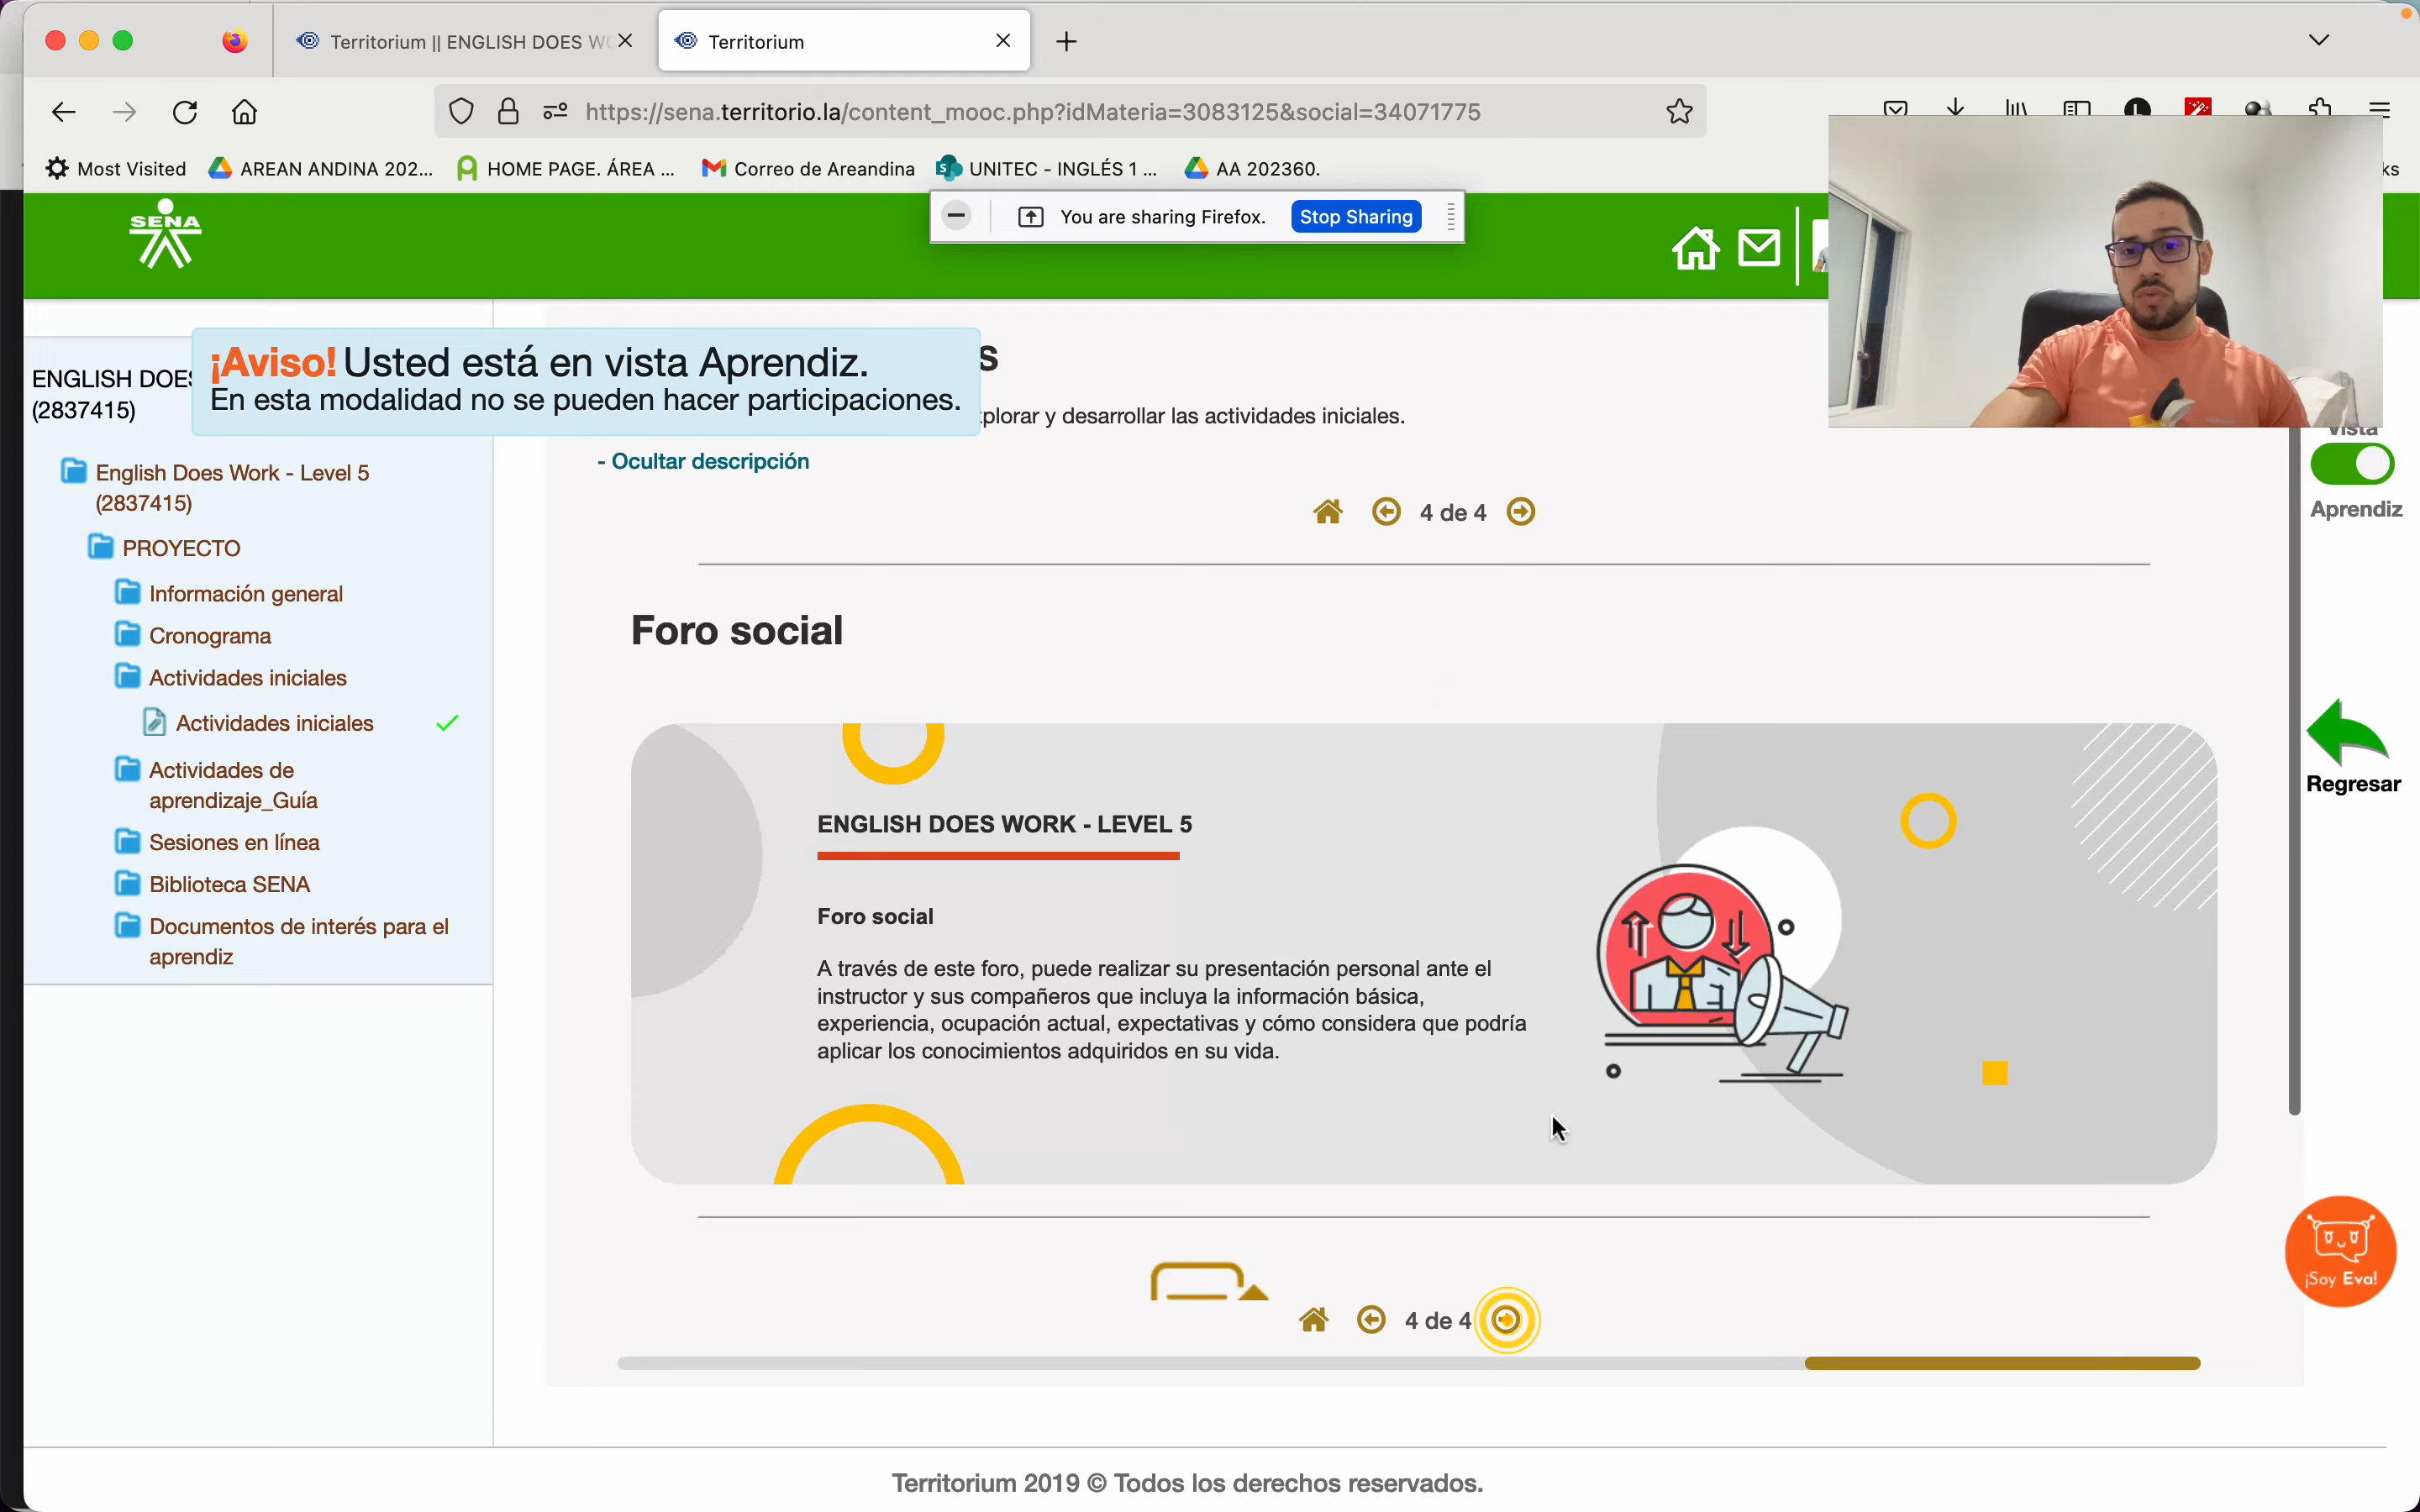 Territorium || ENGLISH DOES W
Territorium
https://sena.territorio.la/content_mooc.php?idMateria=3083125&social=34071775
Most Visited
AREAN ANDINA 202...
HOME PAGE. ÁREA ...
Correo de Areandina
UNITEC - INGLÉS 1 ...
AA 202360.
ks
SENA
You are sharing Firefox.
Stop Sharing
¡Aviso! Usted está en vista Aprendiz.
En esta modalidad no se pueden hacer participaciones.
s
ENGLISH DOES
(2837415)
plorar y desarrollar las actividades iniciales.
- Ocultar descripción
4 de 4
Vista
Aprendiz
Regresar
English Does Work - Level 5
(2837415)
PROYECTO
Información general
Cronograma
Actividades iniciales
Actividades iniciales
Actividades de
aprendizaje_Guía
Sesiones en línea
Biblioteca SENA
Documentos de interés para el
aprendiz
Foro social
ENGLISH DOES WORK - LEVEL 5
Foro social
A través de este foro, puede realizar su presentación personal ante el
instructor y sus compañeros que incluya la información básica,
experiencia, ocupación actual, expectativas y cómo considera que podría
aplicar los conocimientos adquiridos en su vida.
4 de 4
¡Soy Eva!
Territorium 2019 © Todos los derechos reservados.